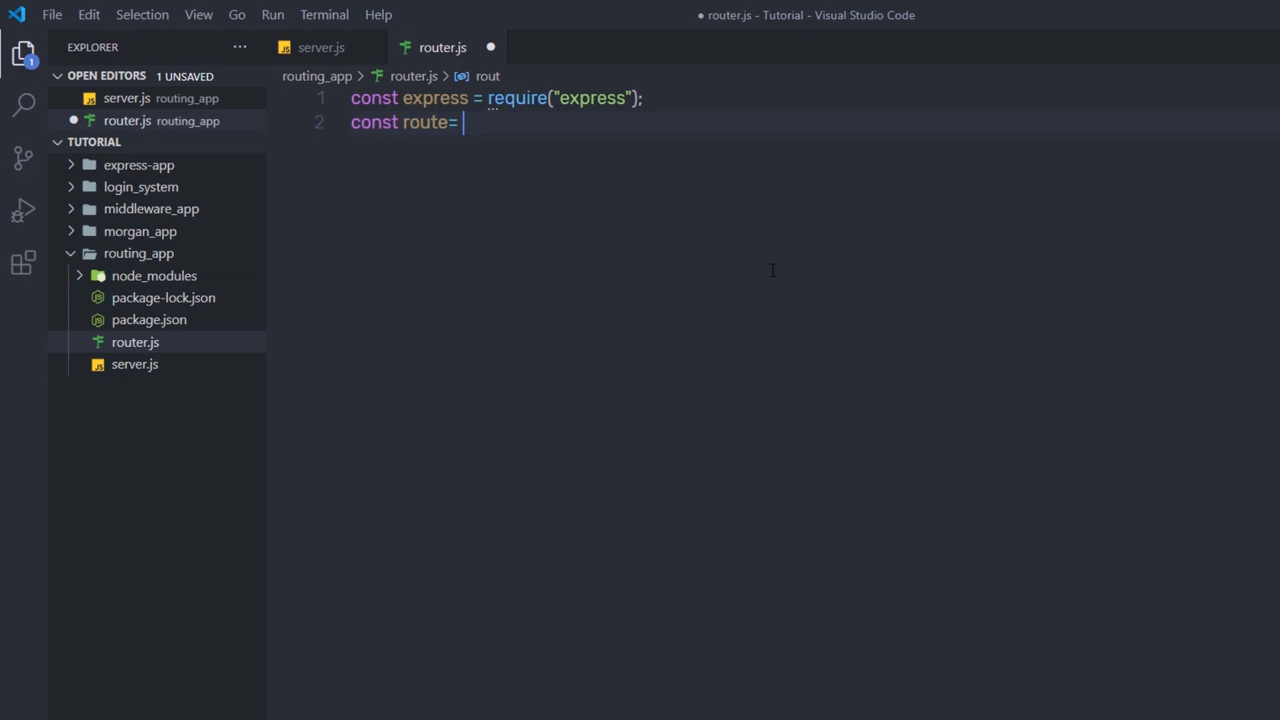 File Edit Selection View Go Run Terminal Help
● router.js - Tutorial - Visual Studio Code
EXPLORER ...
server.js
router.js ●
OPEN EDITORS 1 UNSAVED
routing_app > router.js > rout
server.js routing_app
1 const express = require("express");
● router.js routing_app
2 const route=
TUTORIAL
express-app
login_system
middleware_app
morgan_app
routing_app
node_modules
package-lock.json
package.json
router.js
server.js
1